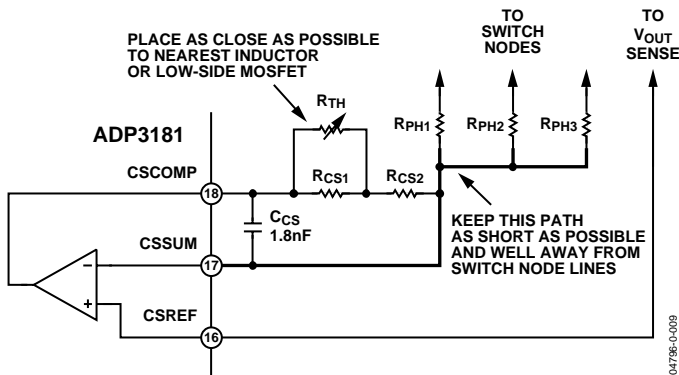 TO
SWITCH
NODES
TO
VOUT
SENSE
PLACE AS CLOSE AS POSSIBLE
TO NEAREST INDUCTOR
OR LOW-SIDE MOSFET
RTH
RPH1
RPH2
RPH3
ADP3181
CSCOMP
18
RCS1
RCS2
CCS
1.8nF
KEEP THIS PATH
AS SHORT AS POSSIBLE
AND WELL AWAY FROM
SWITCH NODE LINES
CSSUM
17
–
+
CSREF
16
04796-0-009